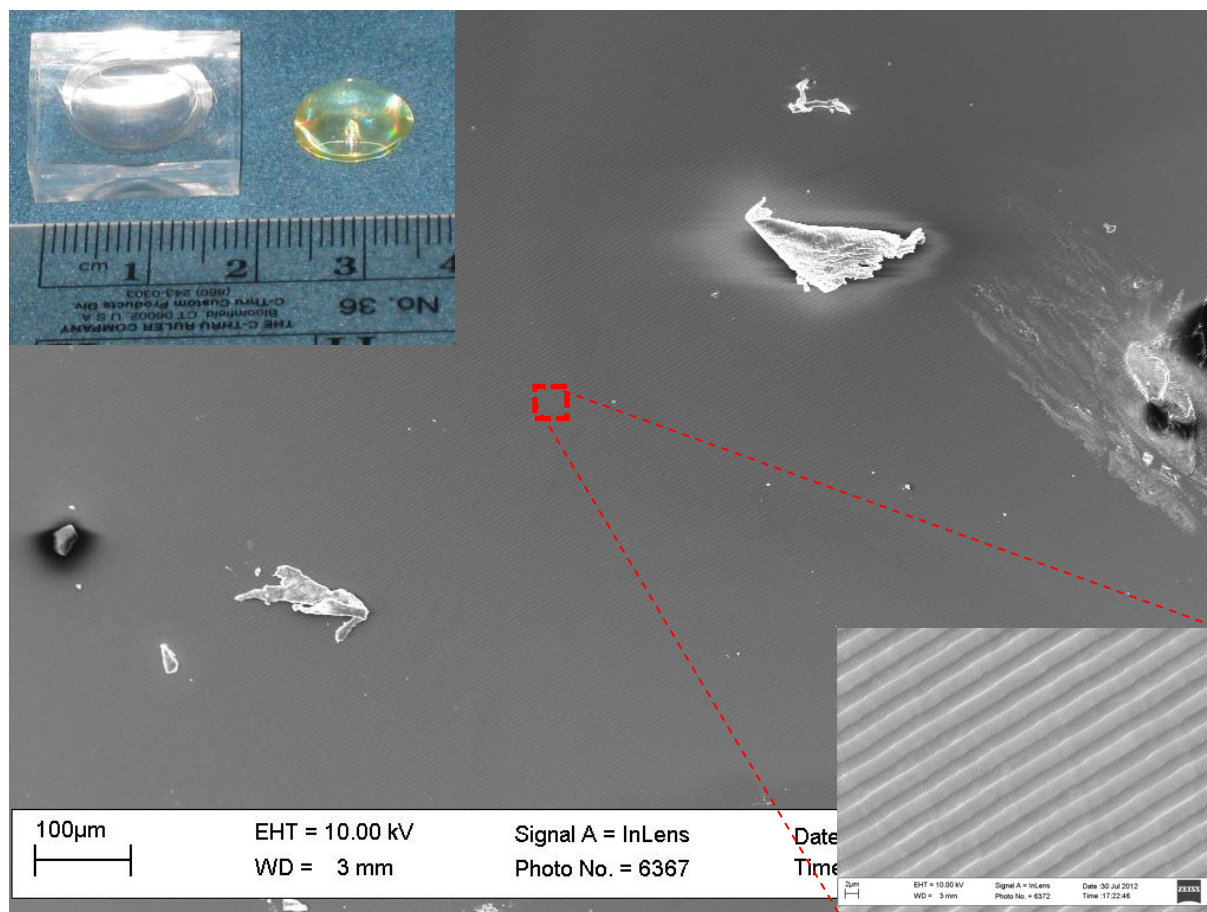 cm 1 2 3 4
No. 36
THE C-THRU RULER COMPANY
Bloomfield, CT 06002, U.S.A.
C-Thru Custom Products Div.
(860) 243-0303
11
100µm
EHT = 10.00 kV
Signal A = InLens
Date
WD = 3 mm
Photo No. = 6367
Time
2µm
EHT = 10.00 kV
Signal A = InLens
Date :30 Jul 2012
WD = 3 mm
Photo No. = 6372
Time :17:22:46
ZEISS